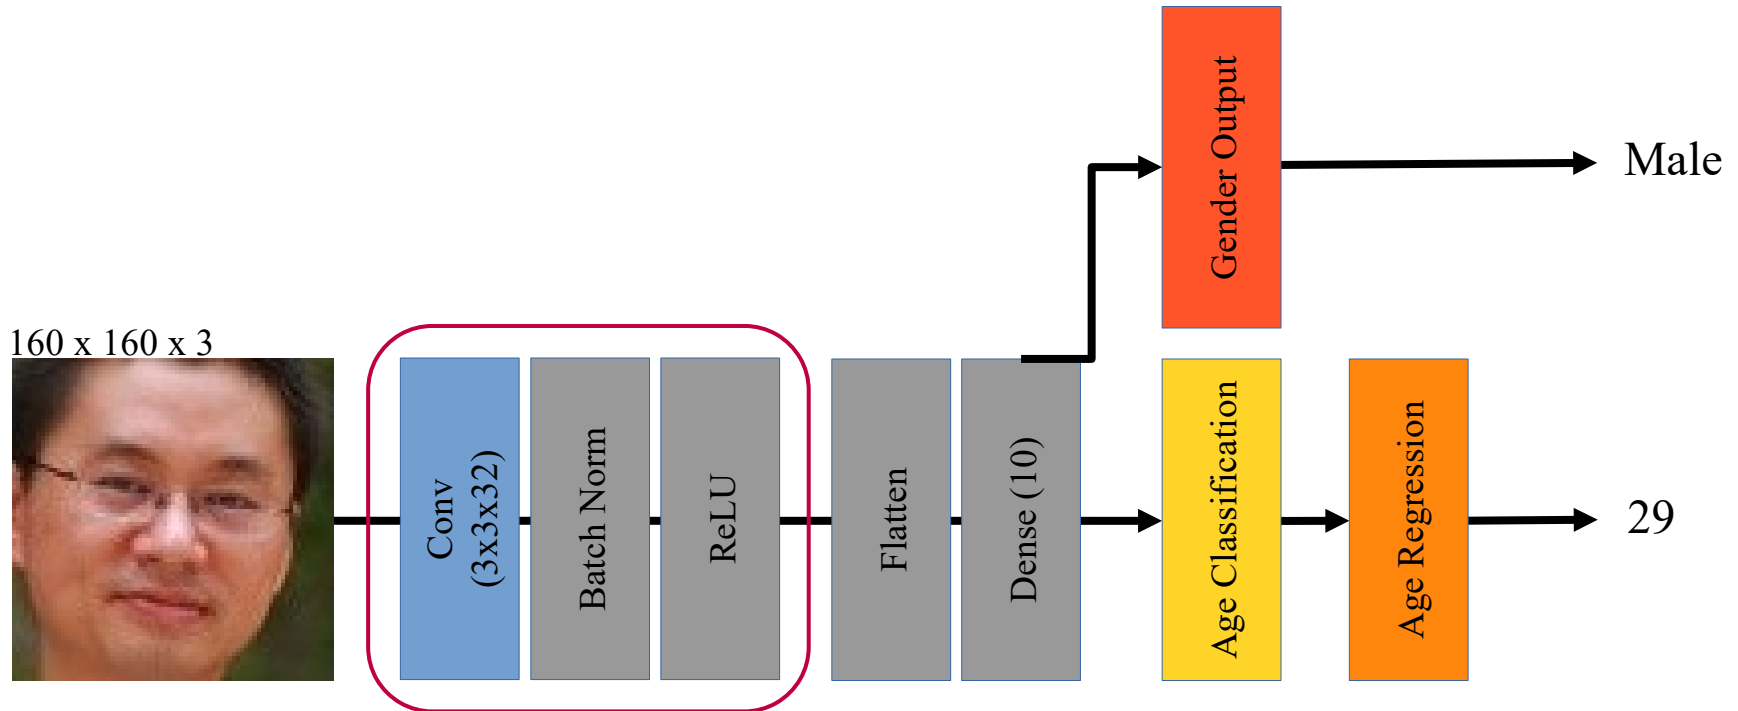 160 x 160 x 3
Conv
(3x3x32)
Batch Norm
ReLU
Flatten
Dense (10)
Gender Output
Male
Age Classification
Age Regression
29